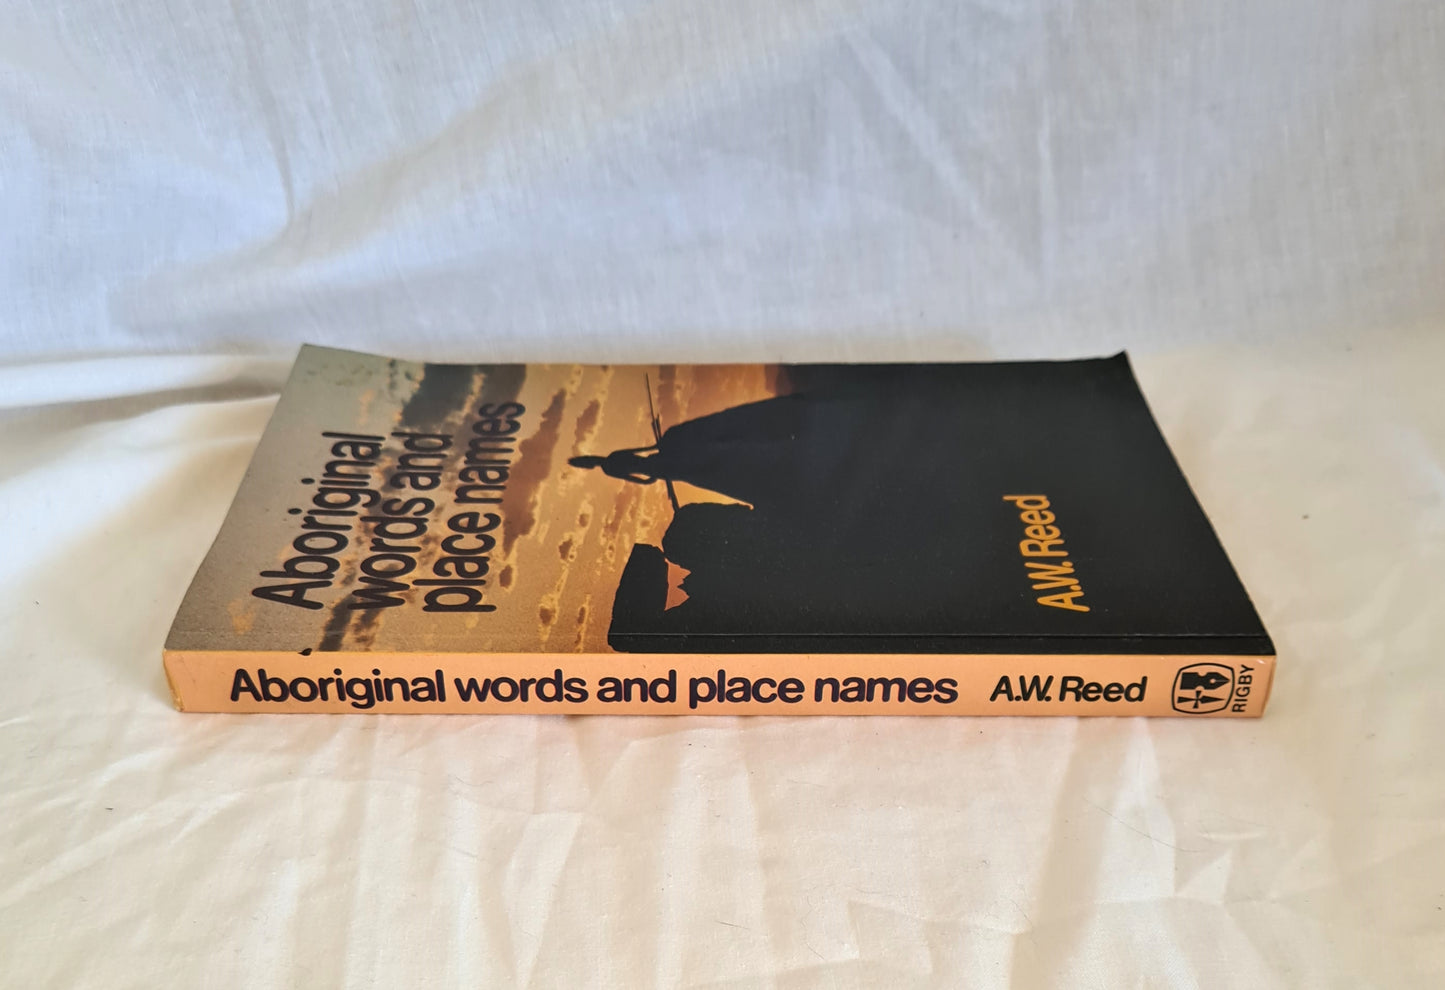 Aboriginal
words and
place names
A.W. Reed
Aboriginal words and place names A.W. Reed RIGBY